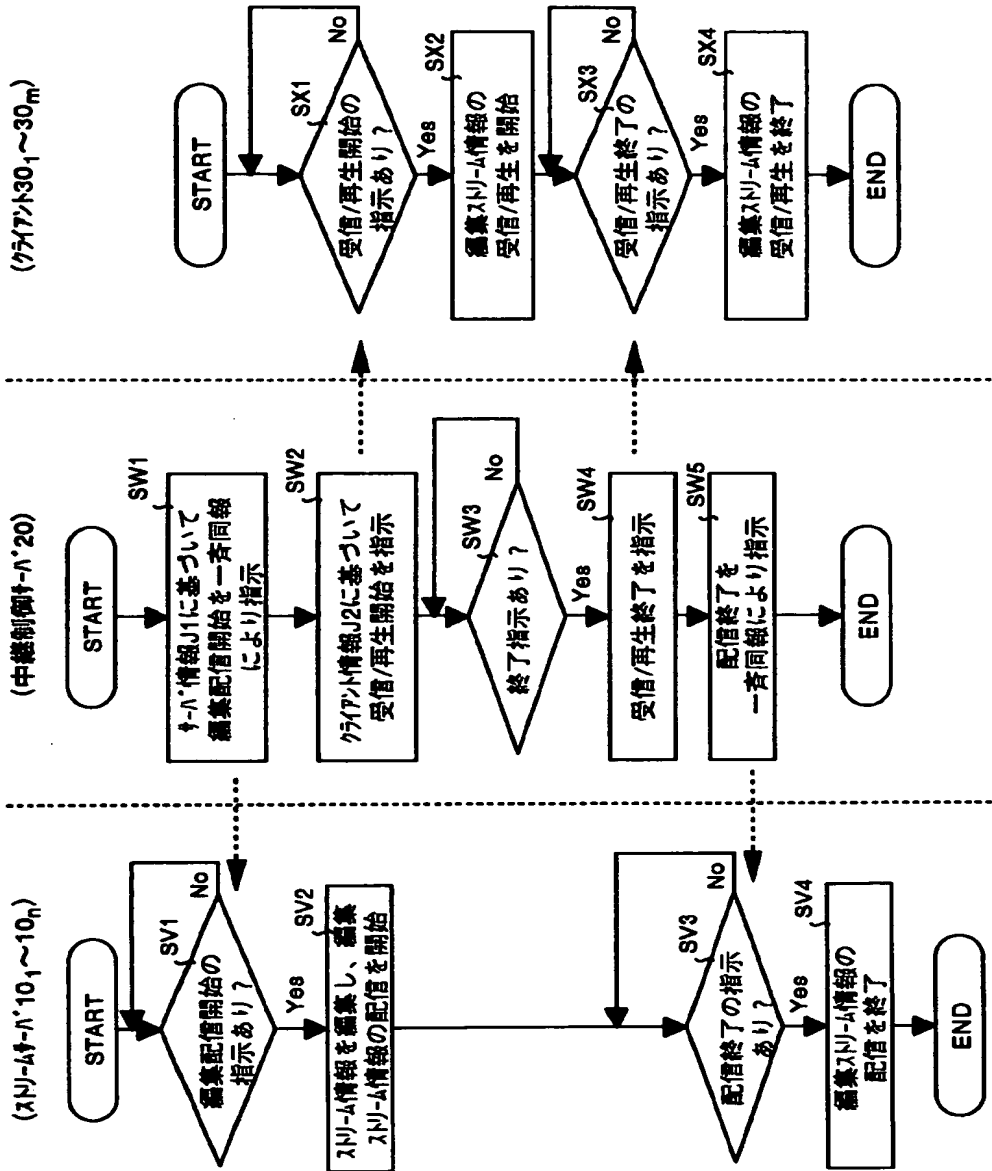 (ストリームサーバ10₁～10ₙ)
START
SV1
編集配信開始の
指示あり？
No
Yes
SV2
ストリーム情報を編集し、編集
ストリーム情報の配信を開始
SV3
配信終了の指示
あり？
No
Yes
SV4
編集ストリーム情報の
配信を終了
END
(中継制御サーバ20)
START
SW1
サーバ情報J1に基づいて
編集配信開始を一斉同報
により指示
SW2
クライアント情報J2に基づいて
受信/再生開始を指示
SW3
終了指示あり？
No
Yes
SW4
受信/再生終了を指示
SW5
配信終了を
一斉同報により指示
END
(クライアント30₁～30ₘ)
START
SX1
受信/再生開始の
指示あり？
No
Yes
SX2
編集ストリーム情報の
受信/再生を開始
SX3
受信/再生終了の
指示あり？
No
Yes
SX4
編集ストリーム情報の
受信/再生を終了
END